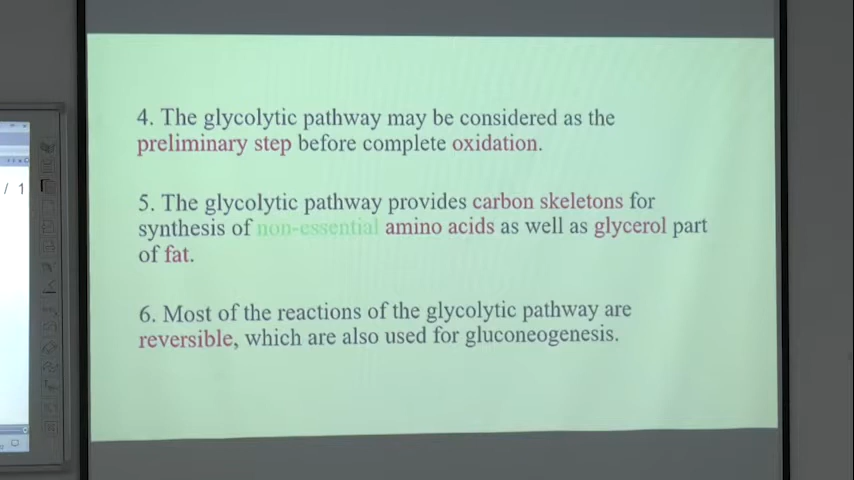 4. The glycolytic pathway may be considered as the
preliminary step before complete oxidation.
5. The glycolytic pathway provides carbon skeletons for
synthesis of non-essential amino acids as well as glycerol part
of fat.
6. Most of the reactions of the glycolytic pathway are
reversible, which are also used for gluconeogenesis.
/ 1